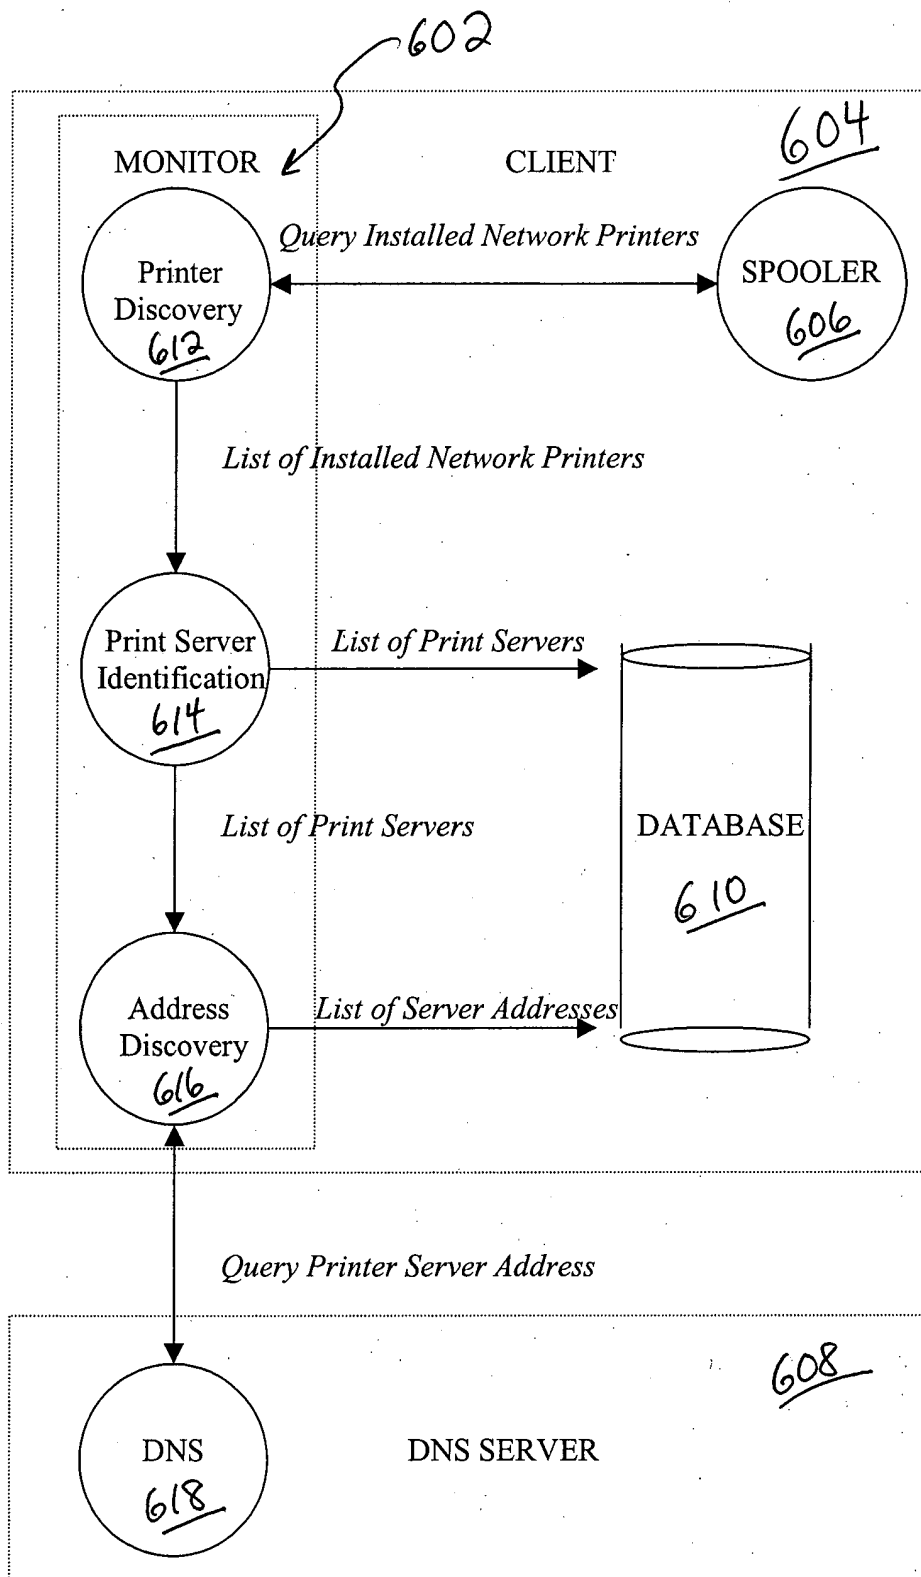 602
604
MONITOR
CLIENT
Query Installed Network Printers
Printer
Discovery
612
SPOOLER
606
List of Installed Network Printers
Print Server
Identification
614
List of Print Servers
List of Print Servers
DATABASE
610
Address
Discovery
616
List of Server Addresses
Query Printer Server Address
608
DNS
618
DNS SERVER